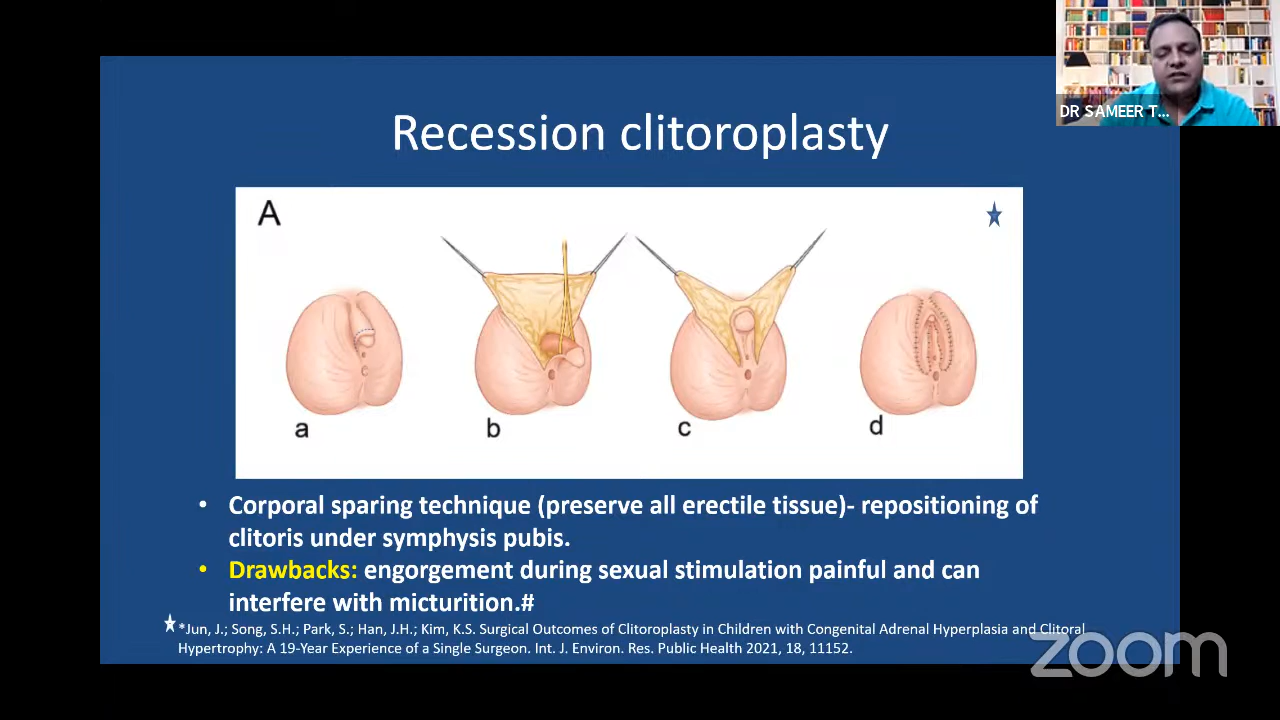 DR SAMEER T...
Recession clitoroplasty
A
a
b
c
d
• Corporal sparing technique (preserve all erectile tissue)- repositioning of
clitoris under symphysis pubis.
• Drawbacks: engorgement during sexual stimulation painful and can
interfere with micturition.#
*Jun, J.; Song, S.H.; Park, S.; Han, J.H.; Kim, K.S. Surgical Outcomes of Clitoroplasty in Children with Congenital Adrenal Hyperplasia and Clitoral
Hypertrophy: A 19-Year Experience of a Single Surgeon. Int. J. Environ. Res. Public Health 2021, 18, 11152.
zoom